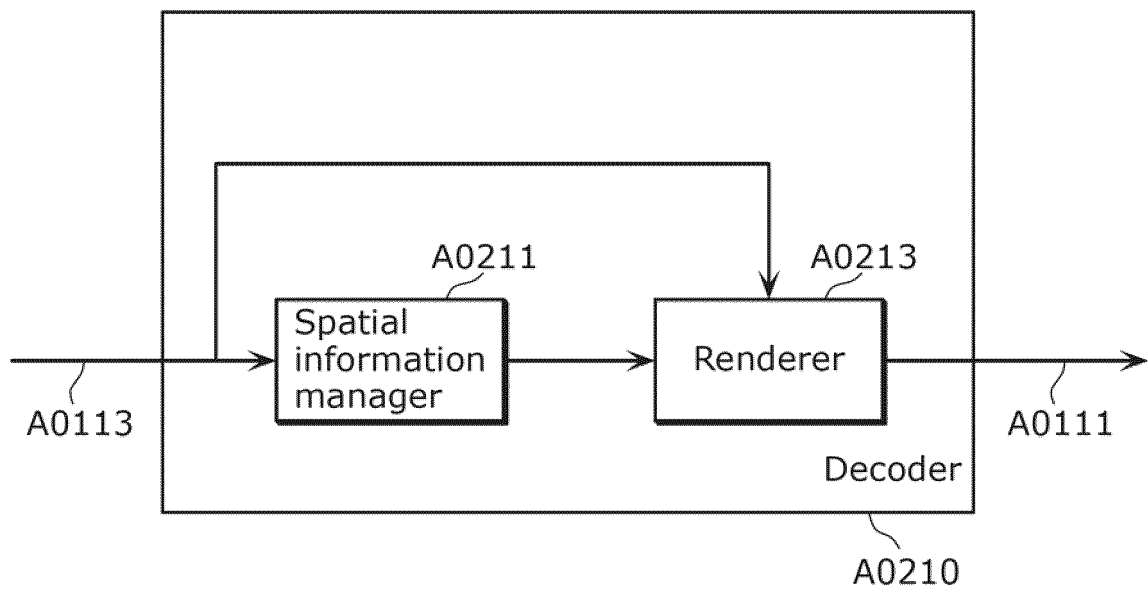 A0211
A0213
Spatial
information
manager
Renderer
A0113
A0111
Decoder
A0210